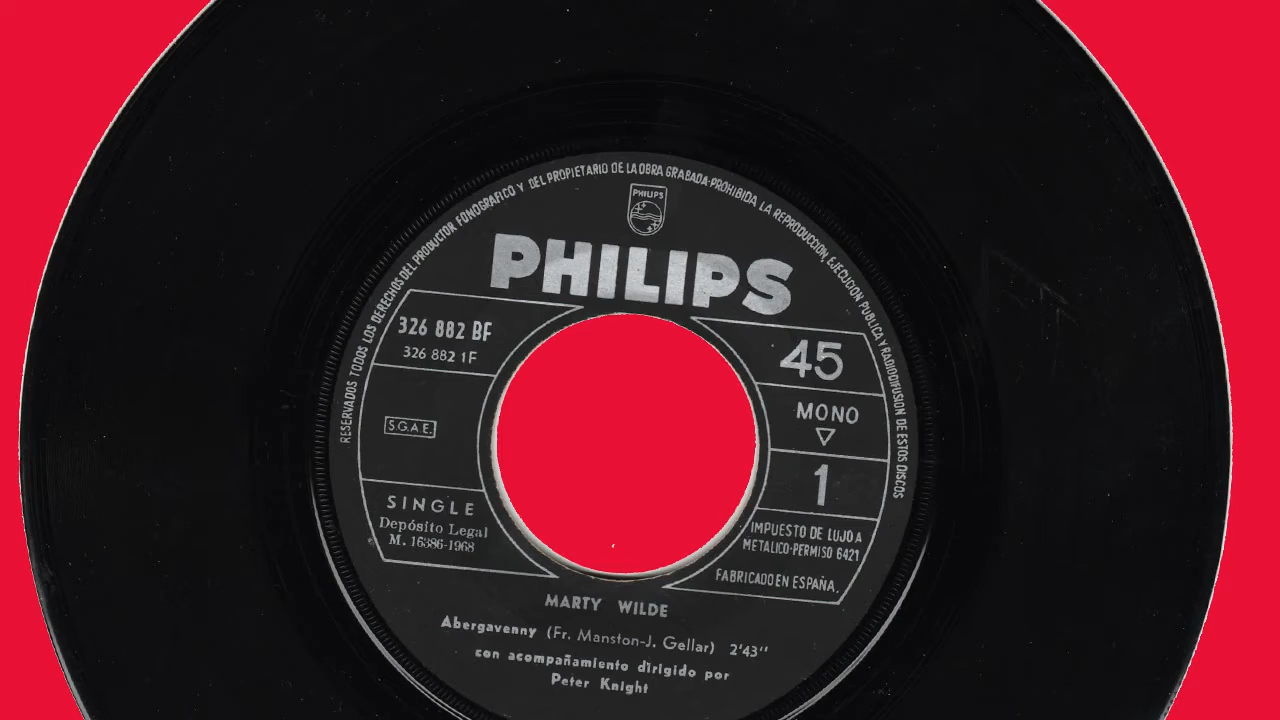 RESERVADOS TODOS LOS DERECHOS DEL PRODUCTOR FONOGRAFICO Y DEL PROPIETARIO DE LA OBRA GRABADA·PROHIBIDA LA REPRODUCCION, EJECUCION PUBLICA Y RADIODIFUSION DE ESTOS DISCOS
PHILIPS
PHILIPS
326 882 BF
326 882 1F
45
MONO
S.G.A.E.
1
SINGLE
Depósito Legal
M. 16386-1968
IMPUESTO DE LUJO A
METALICO-PERMISO 6421
FABRICADO EN ESPAÑA.
MARTY WILDE
Abergavenny (Fr. Manston-J. Gellar) 2'43"
con acompañamiento dirigido por
Peter Knight